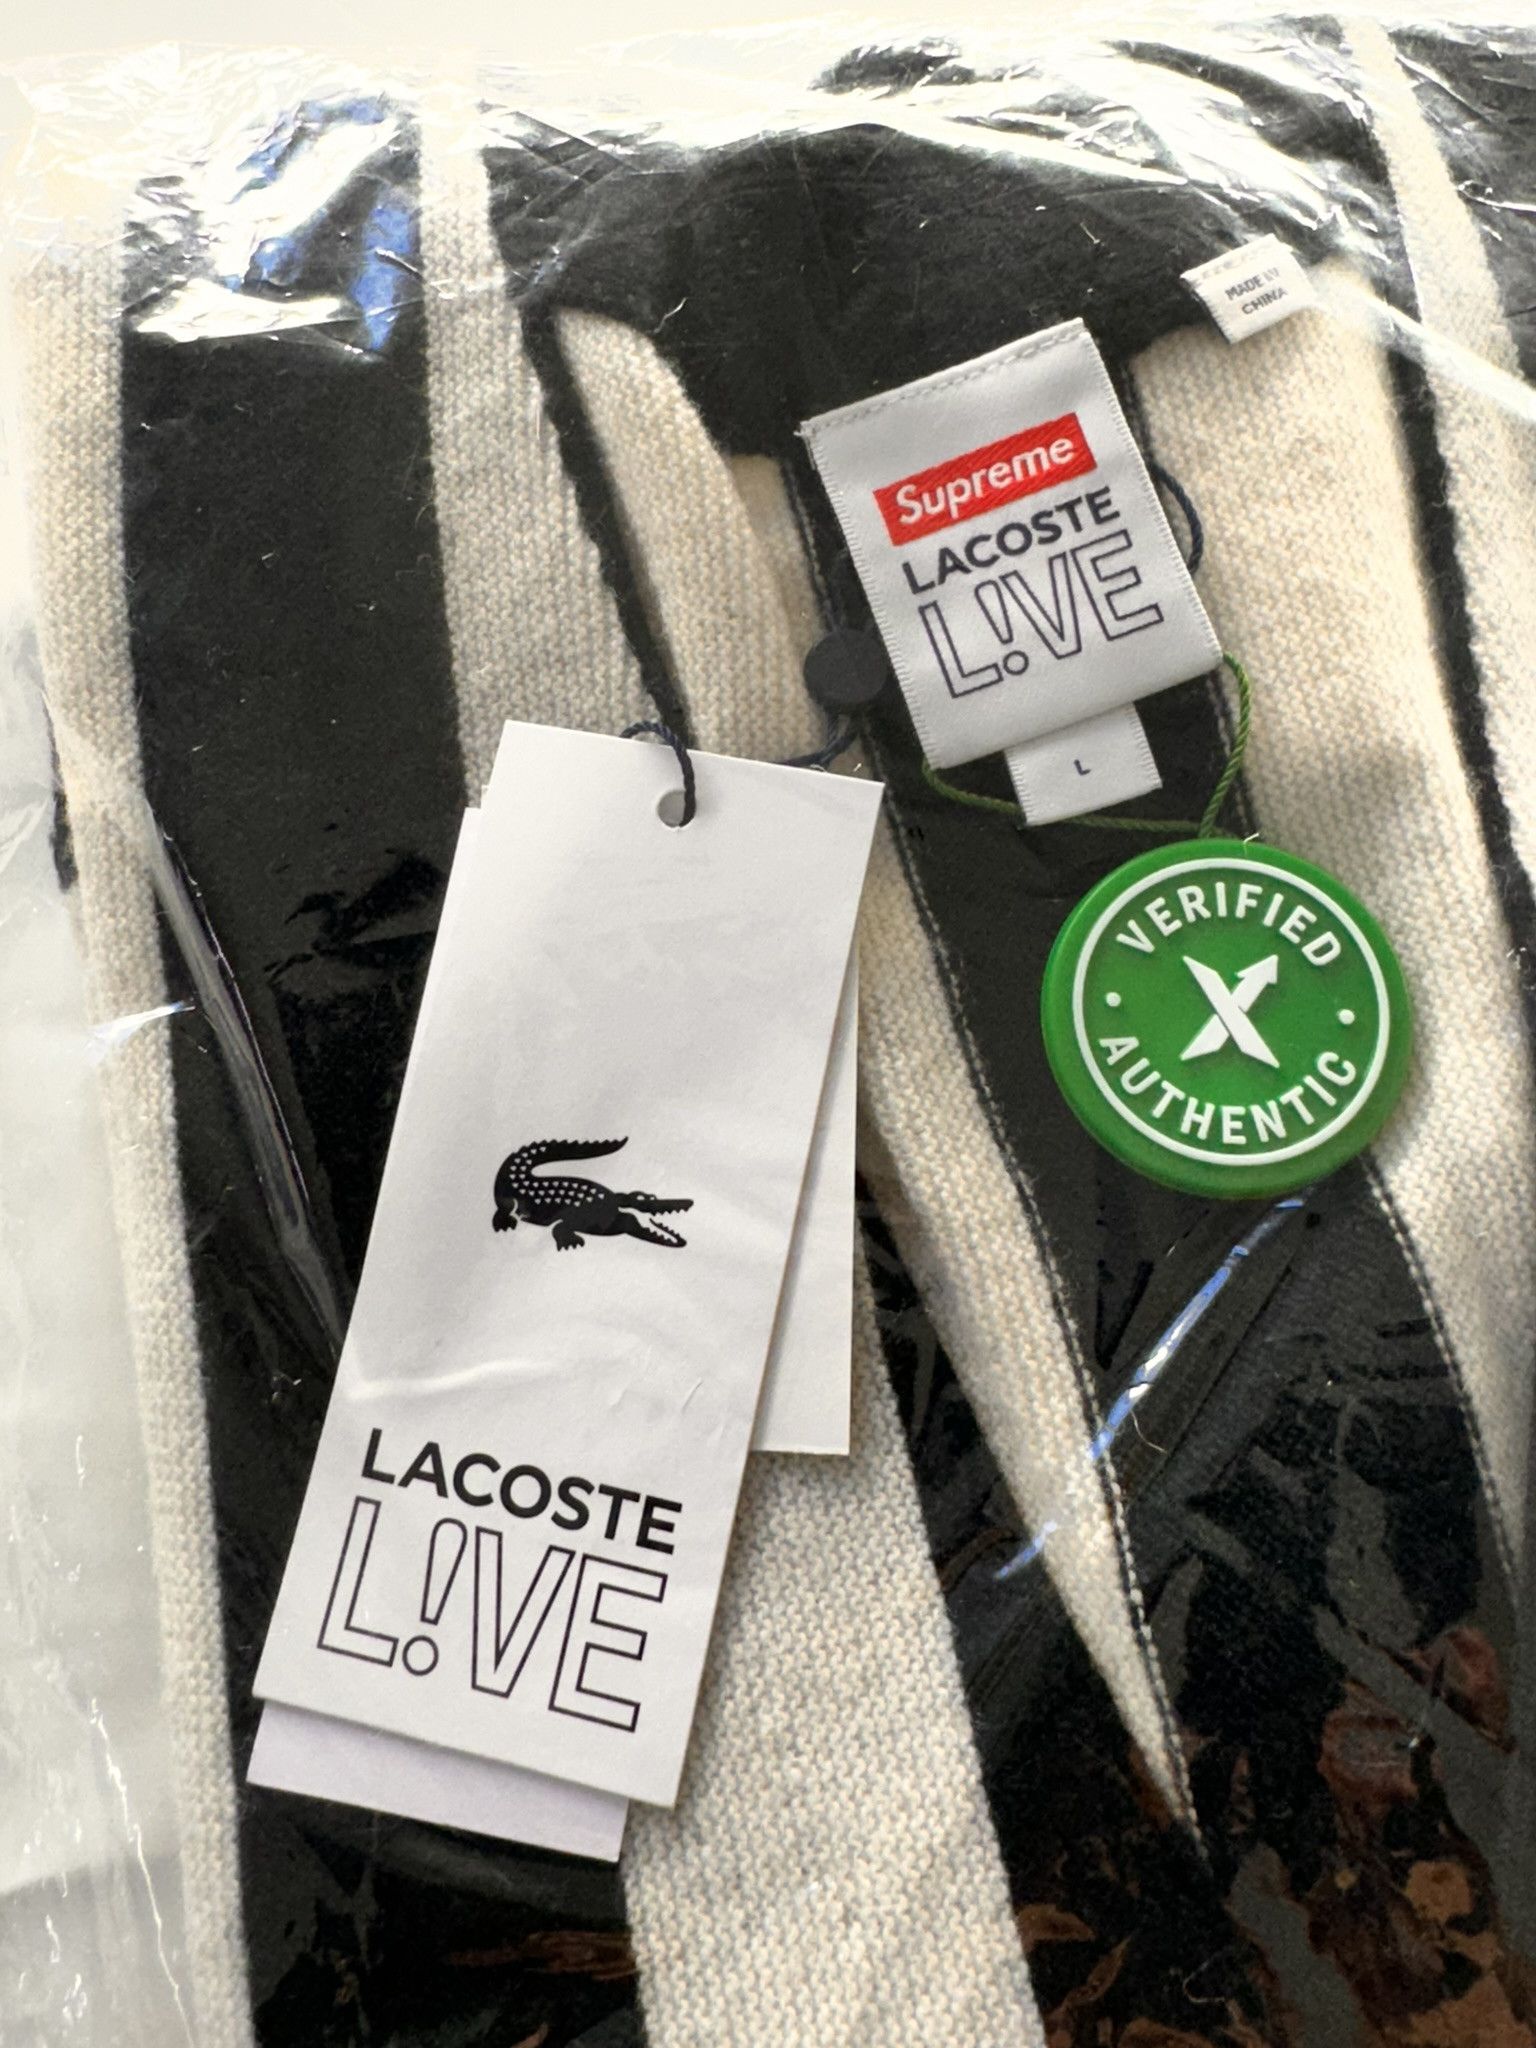 MADE IN
CHINA
Supreme
LACOSTE
L!VE
L
VERIFIED
X
AUTHENTIC
LACOSTE
L!VE